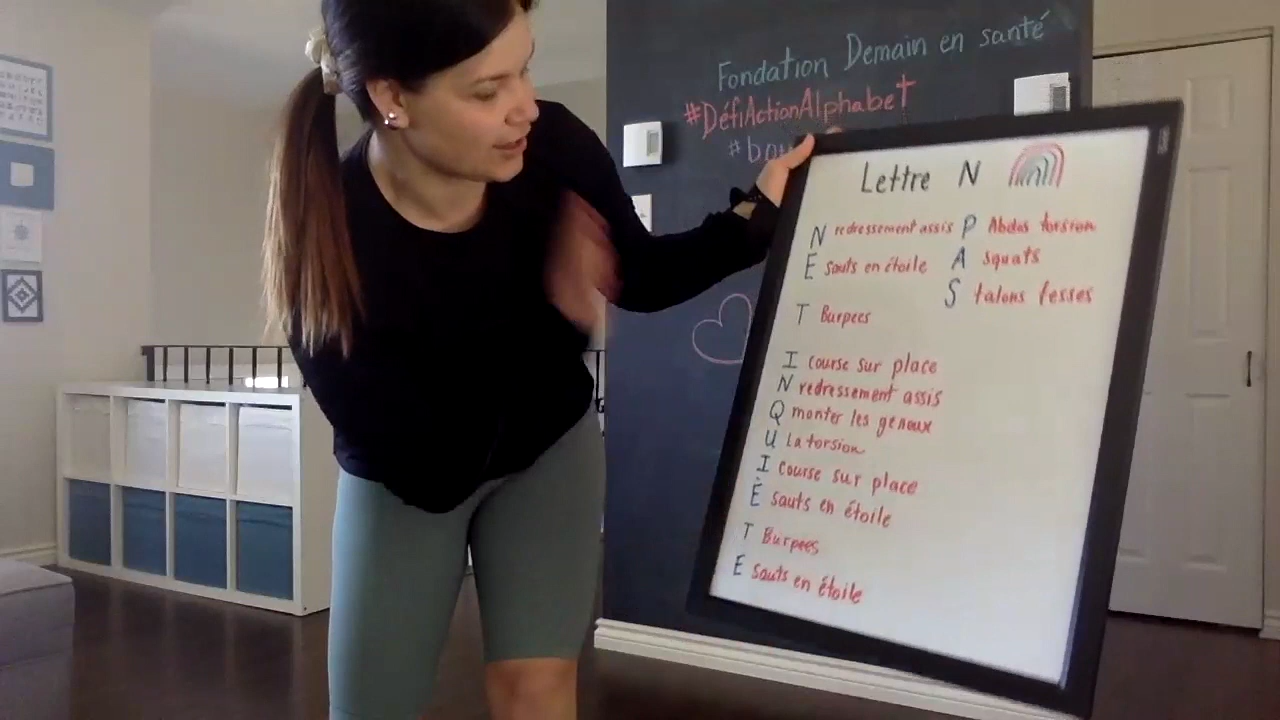 Fondation Demain en santé
#DéfiActionAlphabet
Lettre N
N redressement assis
E Sauts en étoile
T Burpees
I course sur place
N redressement assis
Q monter les genoux
U La torsion
I course sur place
È sauts en étoile
T Burpees
E sauts en étoile
P Abdos torsion
A squats
S talons fesses